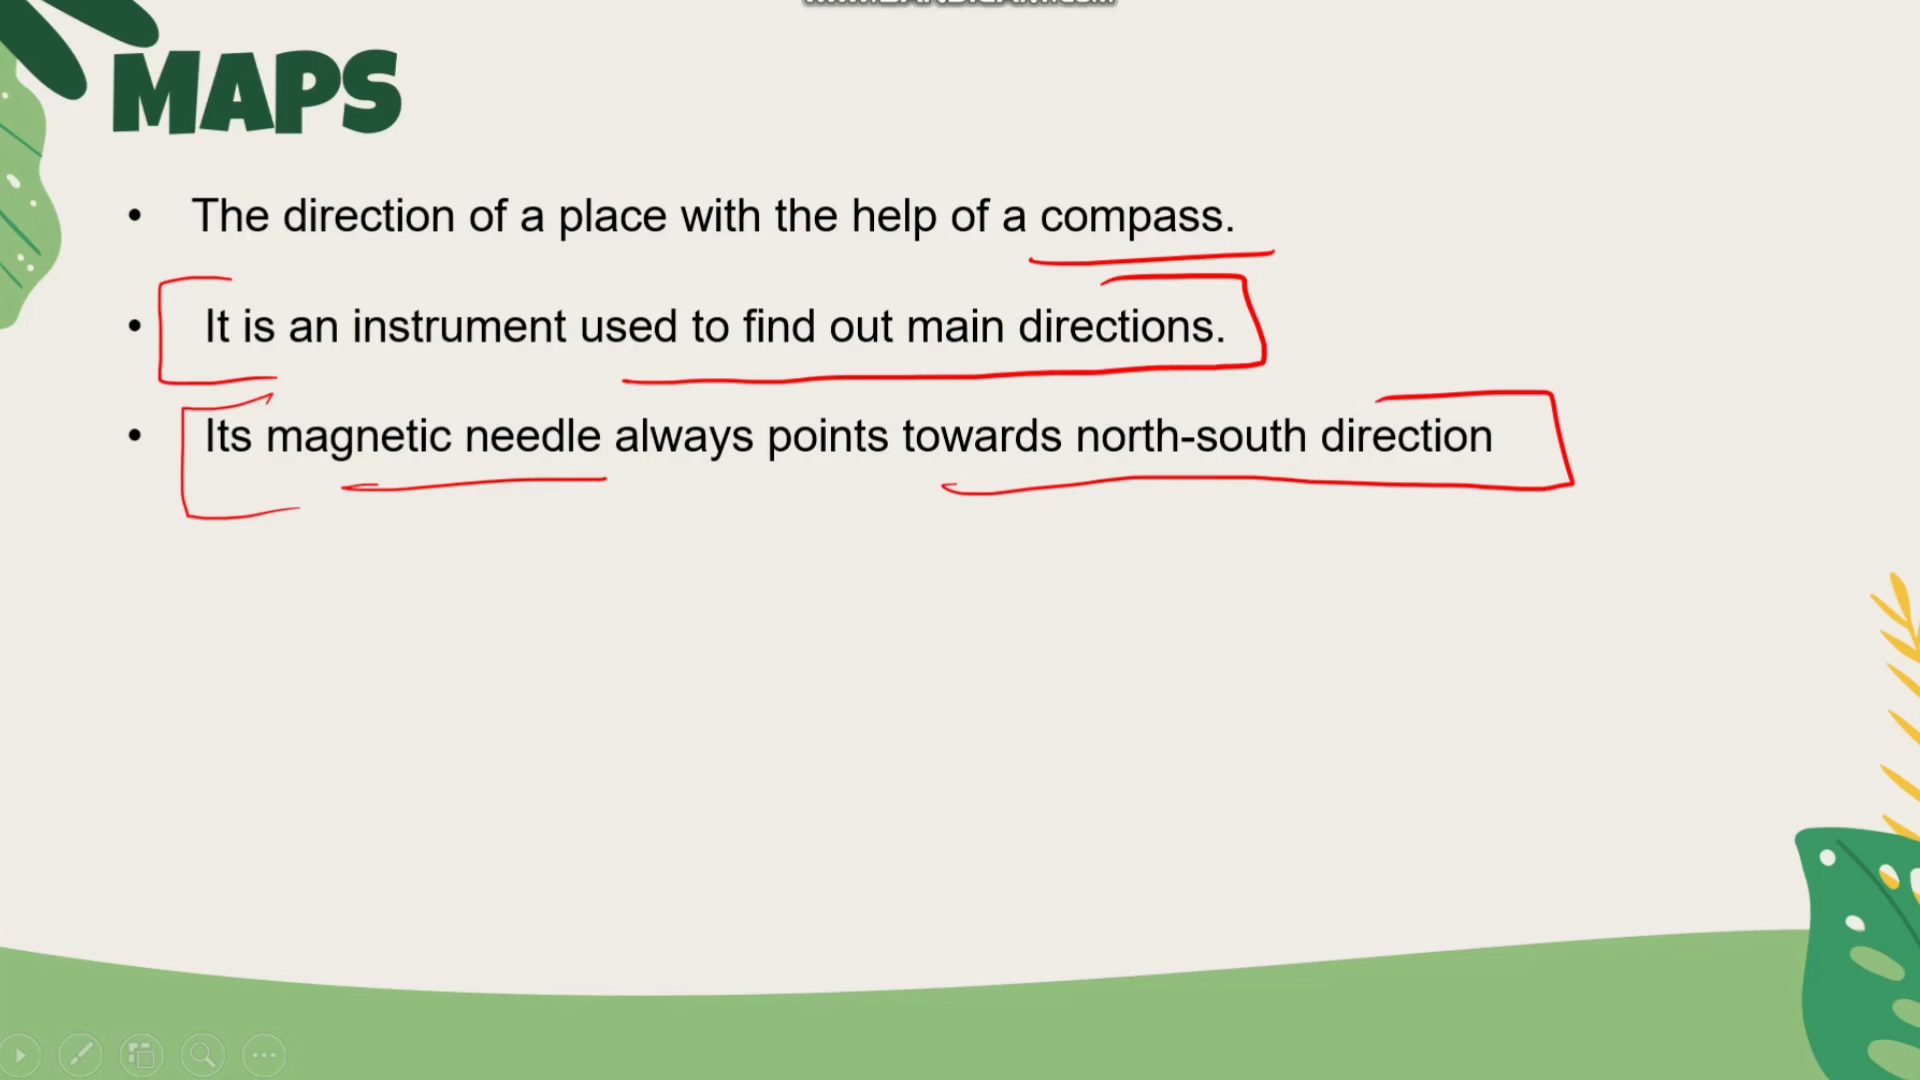 MAPS
• The direction of a place with the help of a compass.
• It is an instrument used to find out main directions.
• Its magnetic needle always points towards north-south direction